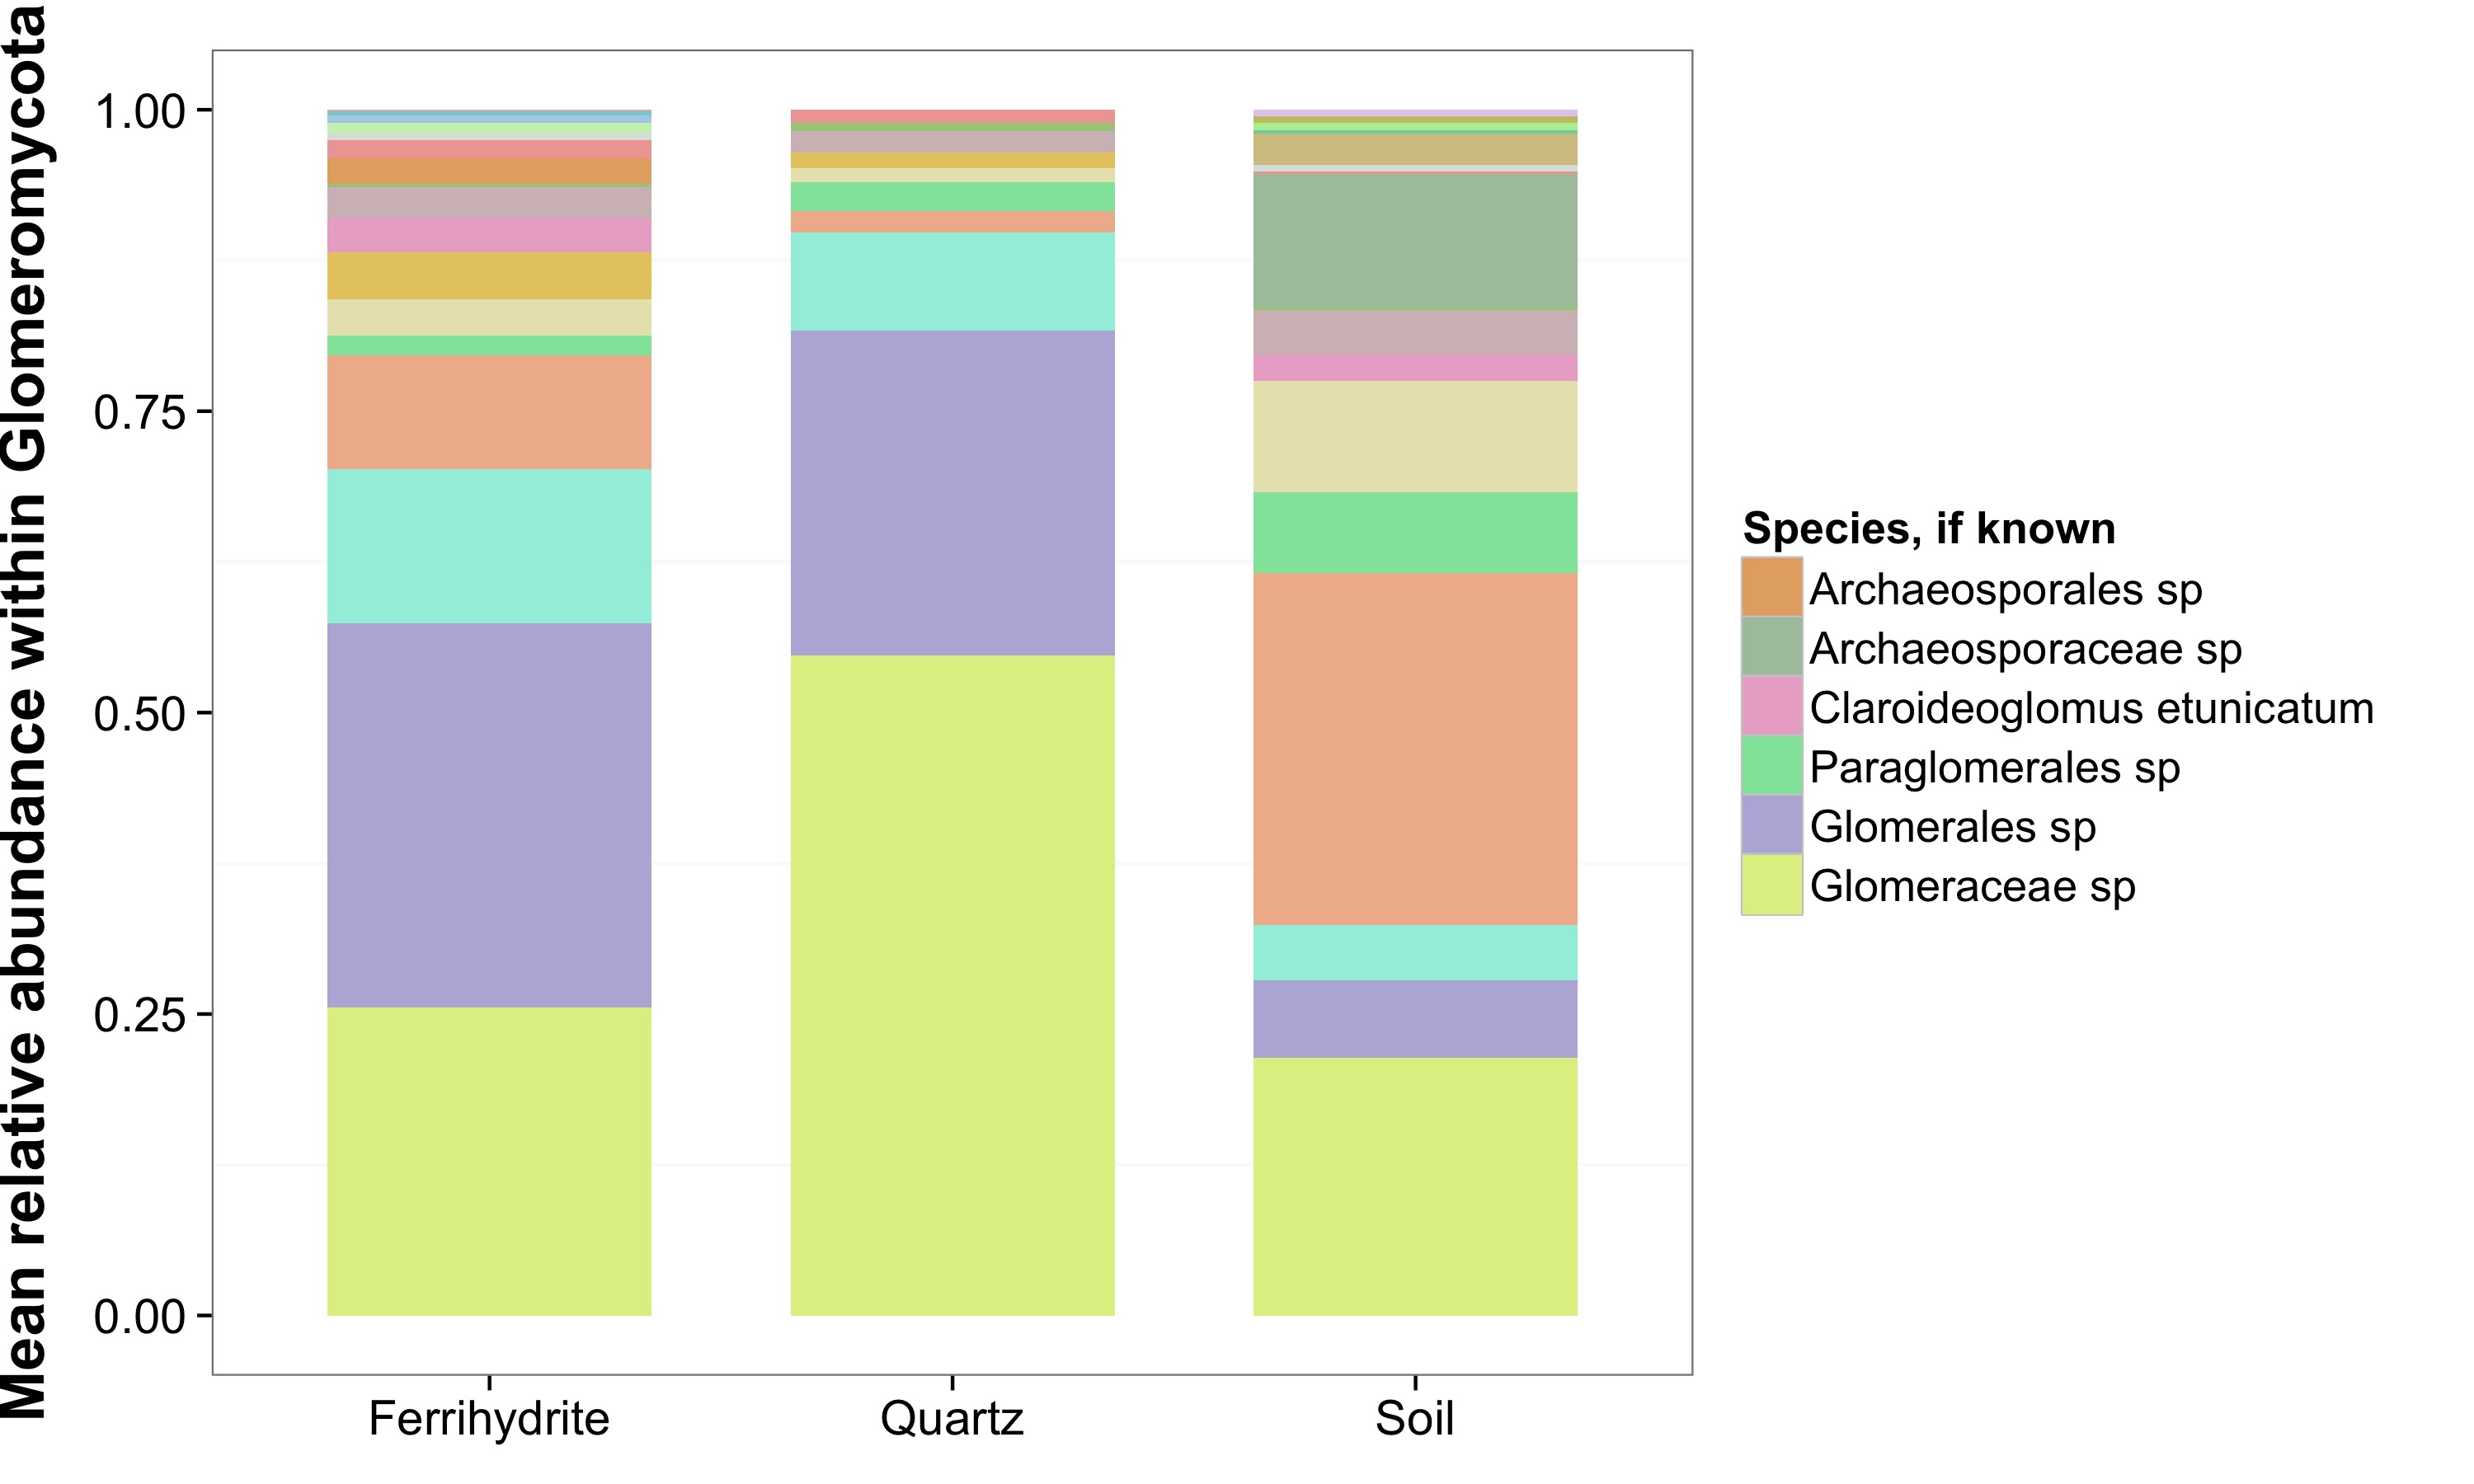 Mean relative abundance within Glomeromycota
1.00
0.75
0.50
0.25
0.00
Ferrihydrite
Quartz
Soil
Species, if known
Archaeosporales sp
Archaeosporaceae sp
Claroideoglomus etunicatum
Paraglomerales sp
Glomerales sp
Glomeraceae sp